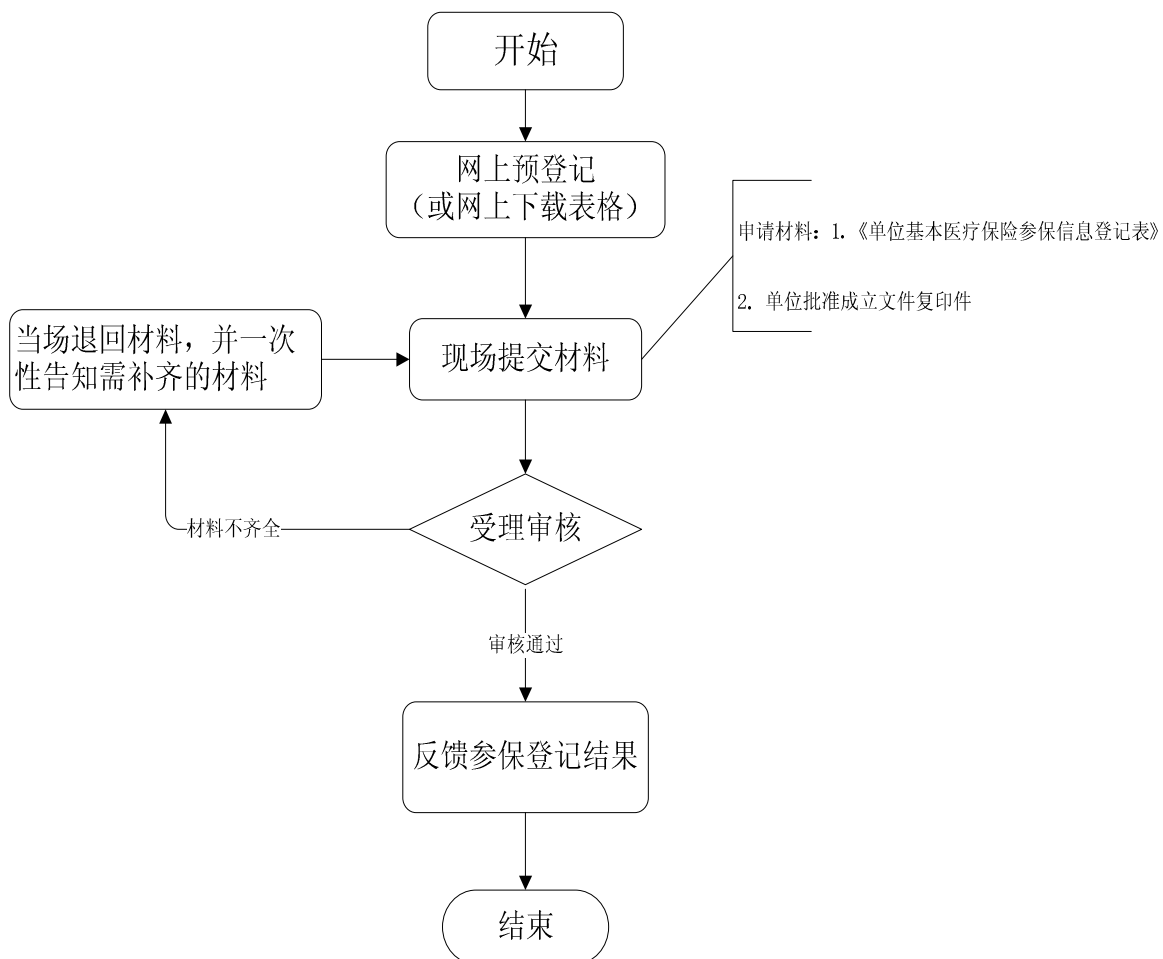 开始
网上预登记
（或网上下载表格）
申请材料：1.《单位基本医疗保险参保信息登记表》
2. 单位批准成立文件复印件
当场退回材料，并一次
性告知需补齐的材料
现场提交材料
受理审核
材料不齐全
审核通过
反馈参保登记结果
结束